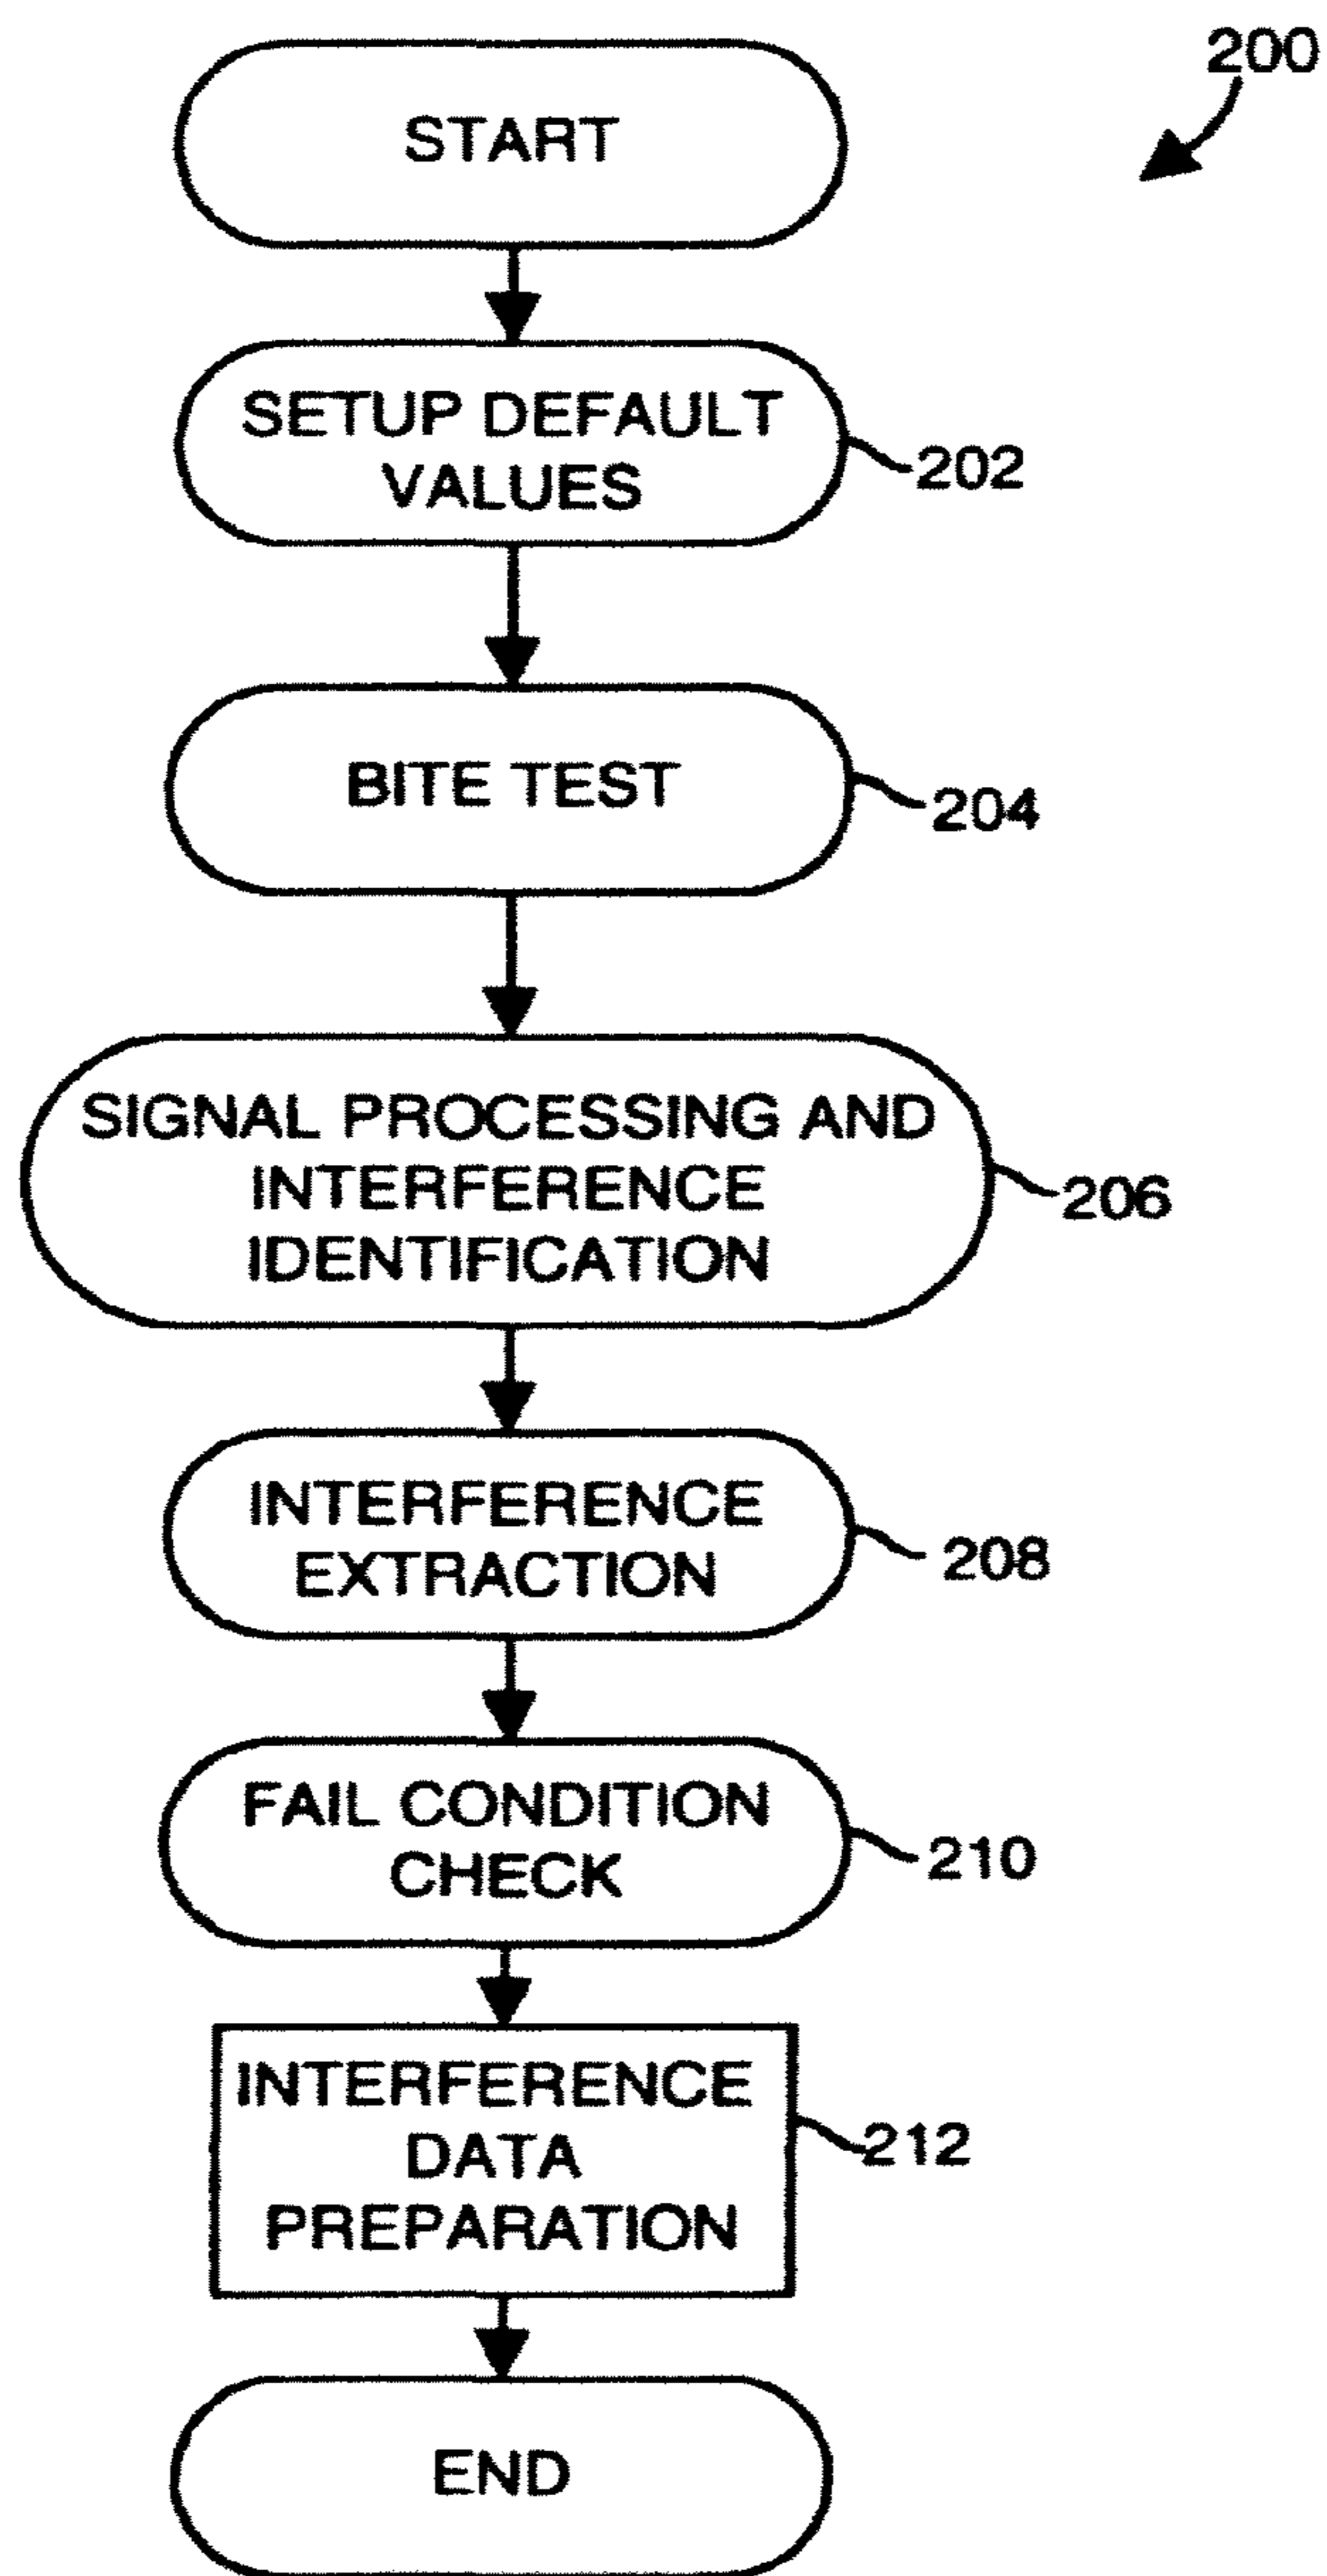 200
START
SETUP DEFAULT
VALUES
202
BITE TEST
204
SIGNAL PROCESSING AND
INTERFERENCE
IDENTIFICATION
206
INTERFERENCE
EXTRACTION
208
FAIL CONDITION
CHECK
210
INTERFERENCE
DATA
PREPARATION
212
END